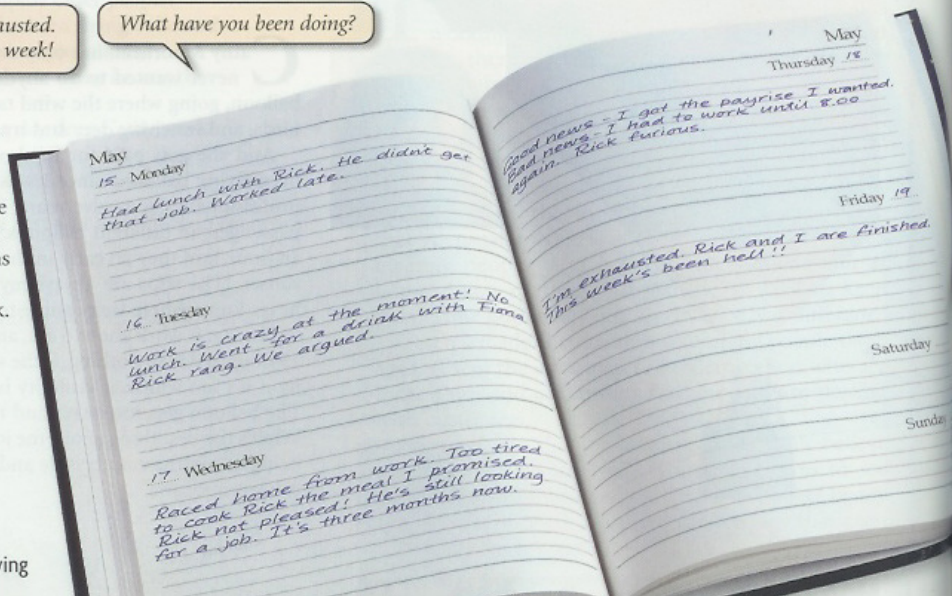 austed.
week!
What have you been doing?
May
15 Monday
Had lunch with Rick. He didn't get
that job. Worked late.
16 Tuesday
Work is crazy at the moment! No
lunch. Went for a drink with Fiona
Rick rang. We argued.
17 Wednesday
Raced home from work. Too tired
to cook Rick the meal I promised.
Rick not pleased! He's still looking
for a job. It's three months now.
May
Thursday 18
Good news - I got the payrise I wanted.
Bad news - I had to work until 8.00
again. Rick furious.
Friday 19
I'm exhausted. Rick and I are finished.
This week's been hell!!
Saturday
Sunda